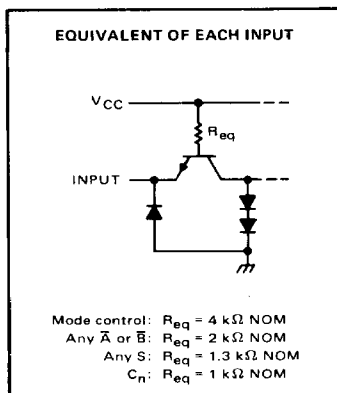 EQUIVALENT OF EACH INPUT
VCC
Req
INPUT
Mode control: Req = 4 kΩ NOM
Any A̅ or B̅: Req = 2 kΩ NOM
Any S: Req = 1.3 kΩ NOM
Cn: Req = 1 kΩ NOM